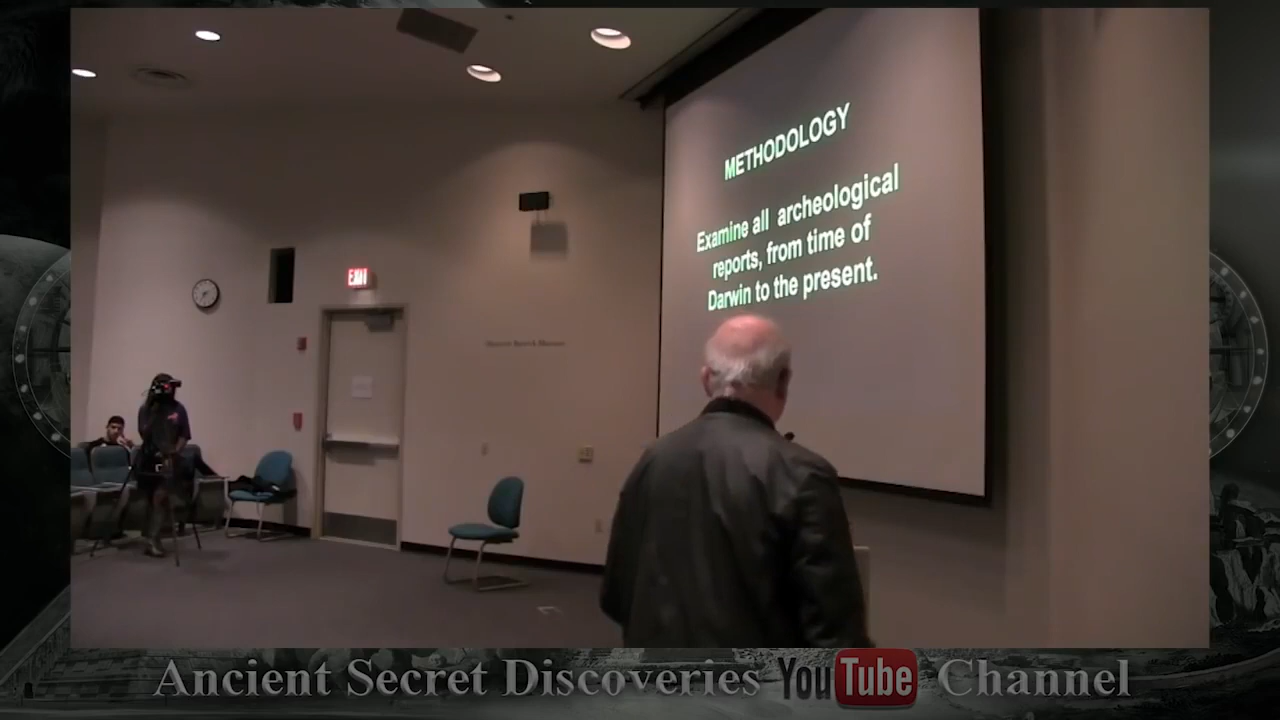 METHODOLOGY
Examine all archeological
reports, from time of
Darwin to the present.
EXIT
Ancient Secret Discoveries YouTube Channel